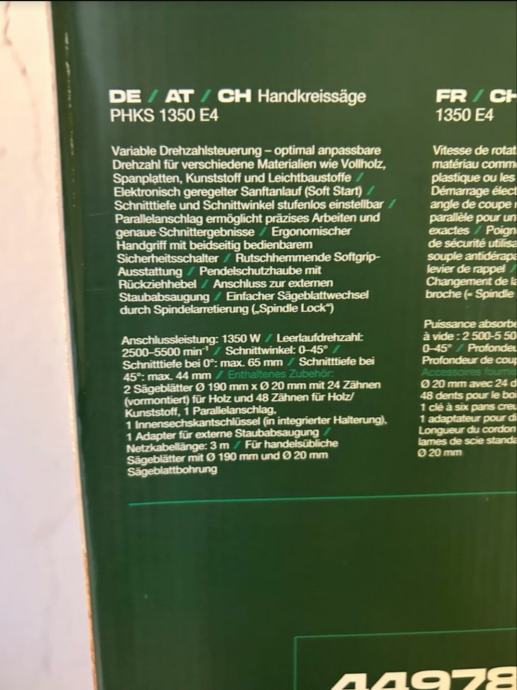 DE / AT / CH Handkreissäge
PHKS 1350 E4
Variable Drehzahlsteuerung – optimal anpassbare
Drehzahl für verschiedene Materialien wie Vollholz,
Spanplatten, Kunststoff und Leichtbaustoffe /
Elektronisch geregelter Sanftanlauf (Soft Start) /
Schnitttiefe und Schnittwinkel stufenlos einstellbar /
Parallelanschlag ermöglicht präzises Arbeiten und
genaue Schnittergebnisse / Ergonomischer
Handgriff mit beidseitig bedienbarem
Sicherheitsschalter / Rutschhemmende Softgrip-
Ausstattung / Pendelschutzhaube mit
Rückziehhebel / Anschluss zur externen
Staubabsaugung / Einfacher Sägeblattwechsel
durch Spindelarretierung („Spindle Lock“)
Anschlussleistung: 1350 W / Leerlaufdrehzahl:
2500–5500 min⁻¹ / Schnittwinkel: 0–45° /
Schnitttiefe bei 0°: max. 65 mm / Schnitttiefe bei
45°: max. 44 mm / Enthaltenes Zubehör:
2 Sägeblätter Ø 190 mm x Ø 20 mm mit 24 Zähnen
(vormontiert) für Holz und 48 Zähnen für Holz/
Kunststoff, 1 Parallelanschlag,
1 Innensechskantschlüssel (in integrierter Halterung),
1 Adapter für externe Staubabsaugung /
Netzkabellänge: 3 m / Für handelsübliche
Sägeblätter mit Ø 190 mm und Ø 20 mm
Sägeblattbohrung
FR / CH
1350 E4
Vitesse de rotat
matériau comm
plastique ou les
Démarrage élect
angle de coupe r
parallèle pour un
exactes / Poign
de sécurité utilisa
souple antidérapa
levier de rappel /
Changement de la
broche (« Spindle
Puissance absorbé
à vide : 2 500-5 50
0–45° / Profondeu
Profondeur de coup
Accessoires fournis
Ø 20 mm avec 24 d
48 dents pour le boi
1 clé à six pans creu
1 adaptateur pour di
Longueur du cordon
lames de scie standa
Ø 20 mm
44978